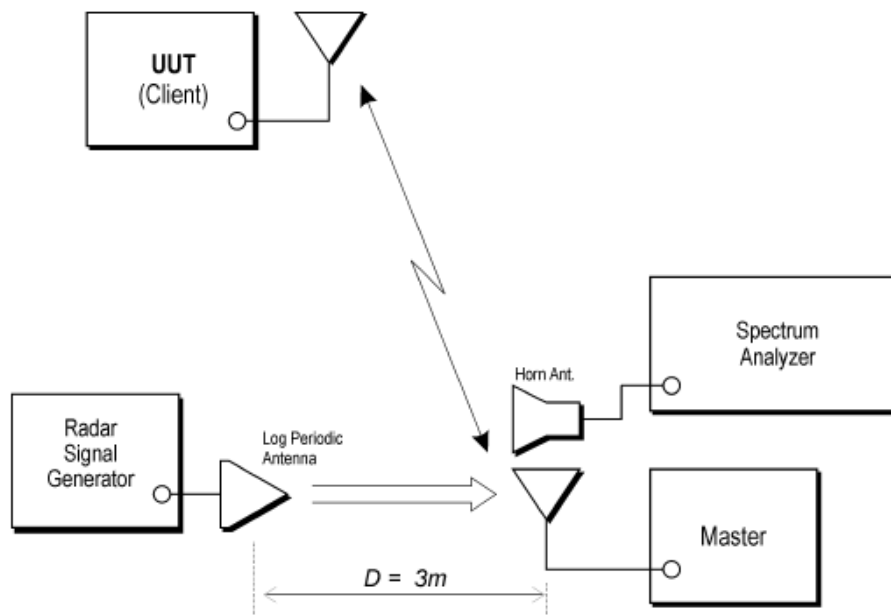 UUT
(Client)
Spectrum
Analyzer
Horn Ant.
Radar
Signal
Generator
Log Periodic
Antenna
Master
D = 3m